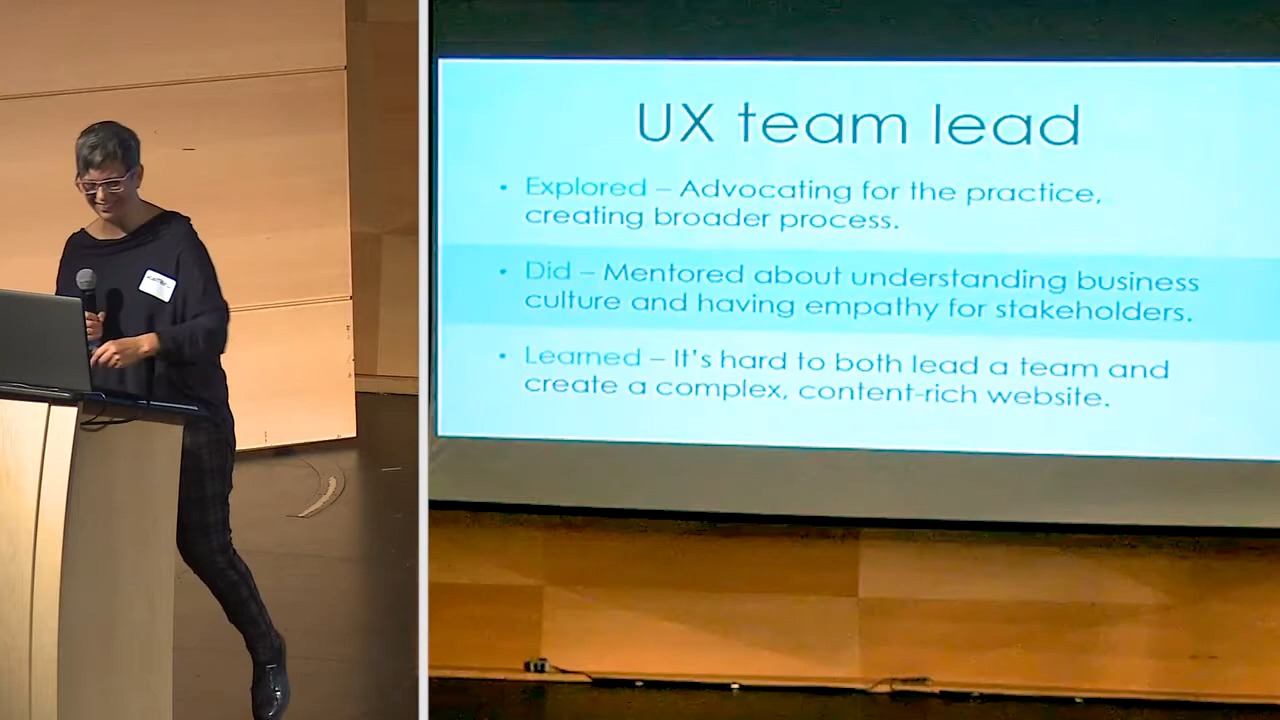 UX team lead
• Explored – Advocating for the practice,
creating broader process.
• Did – Mentored about understanding business
culture and having empathy for stakeholders.
• Learned – It's hard to both lead a team and
create a complex, content-rich website.